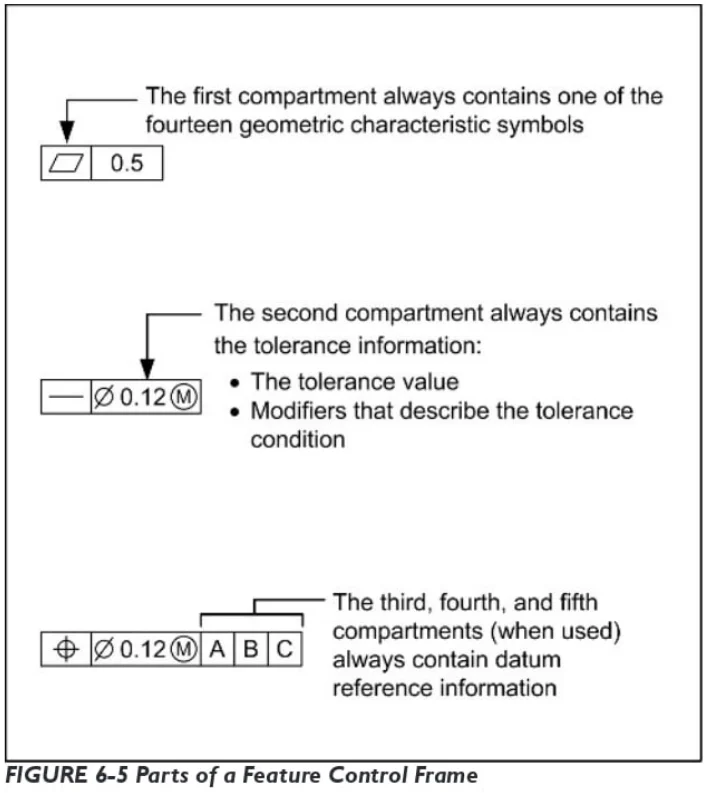 The first compartment always contains one of the
fourteen geometric characteristic symbols
⏥ 0.5
The second compartment always contains
the tolerance information:
• The tolerance value
• Modifiers that describe the tolerance
condition
⏤ ⌀ 0.12 Ⓜ
The third, fourth, and fifth
compartments (when used)
always contain datum
reference information
⌖ ⌀ 0.12 Ⓜ A B C
FIGURE 6-5 Parts of a Feature Control Frame